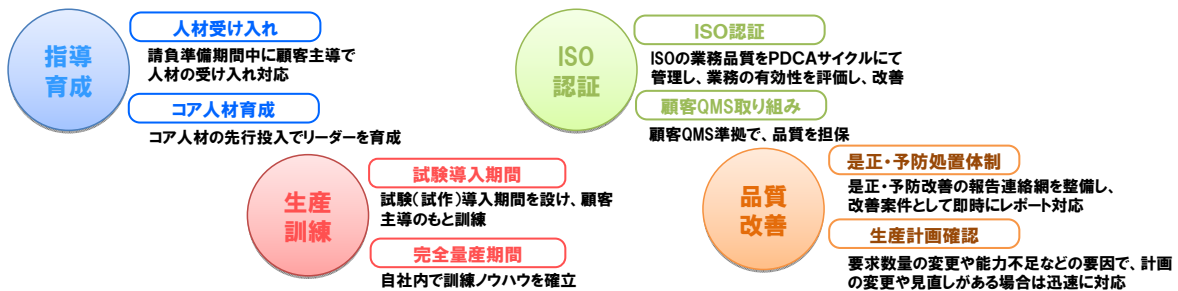 指導
育成
人材受け入れ
請負準備期間中に顧客主導で
人材の受け入れ対応
コア人材育成
コア人材の先行投入でリーダーを育成
生産
訓練
試験導入期間
試験(試作)導入期間を設け、顧客
主導のもと訓練
完全量産期間
自社内で訓練ノウハウを確立
ISO
認証
ISO認証
ISOの業務品質をPDCAサイクルにて
管理し、業務の有効性を評価し、改善
顧客QMS取り組み
顧客QMS準拠で、品質を担保
品質
改善
是正・予防処置体制
是正・予防改善の報告連絡網を整備し、
改善案件として即時にレポート対応
生産計画確認
要求数量の変更や能力不足などの要因で、計画
の変更や見直しがある場合は迅速に対応